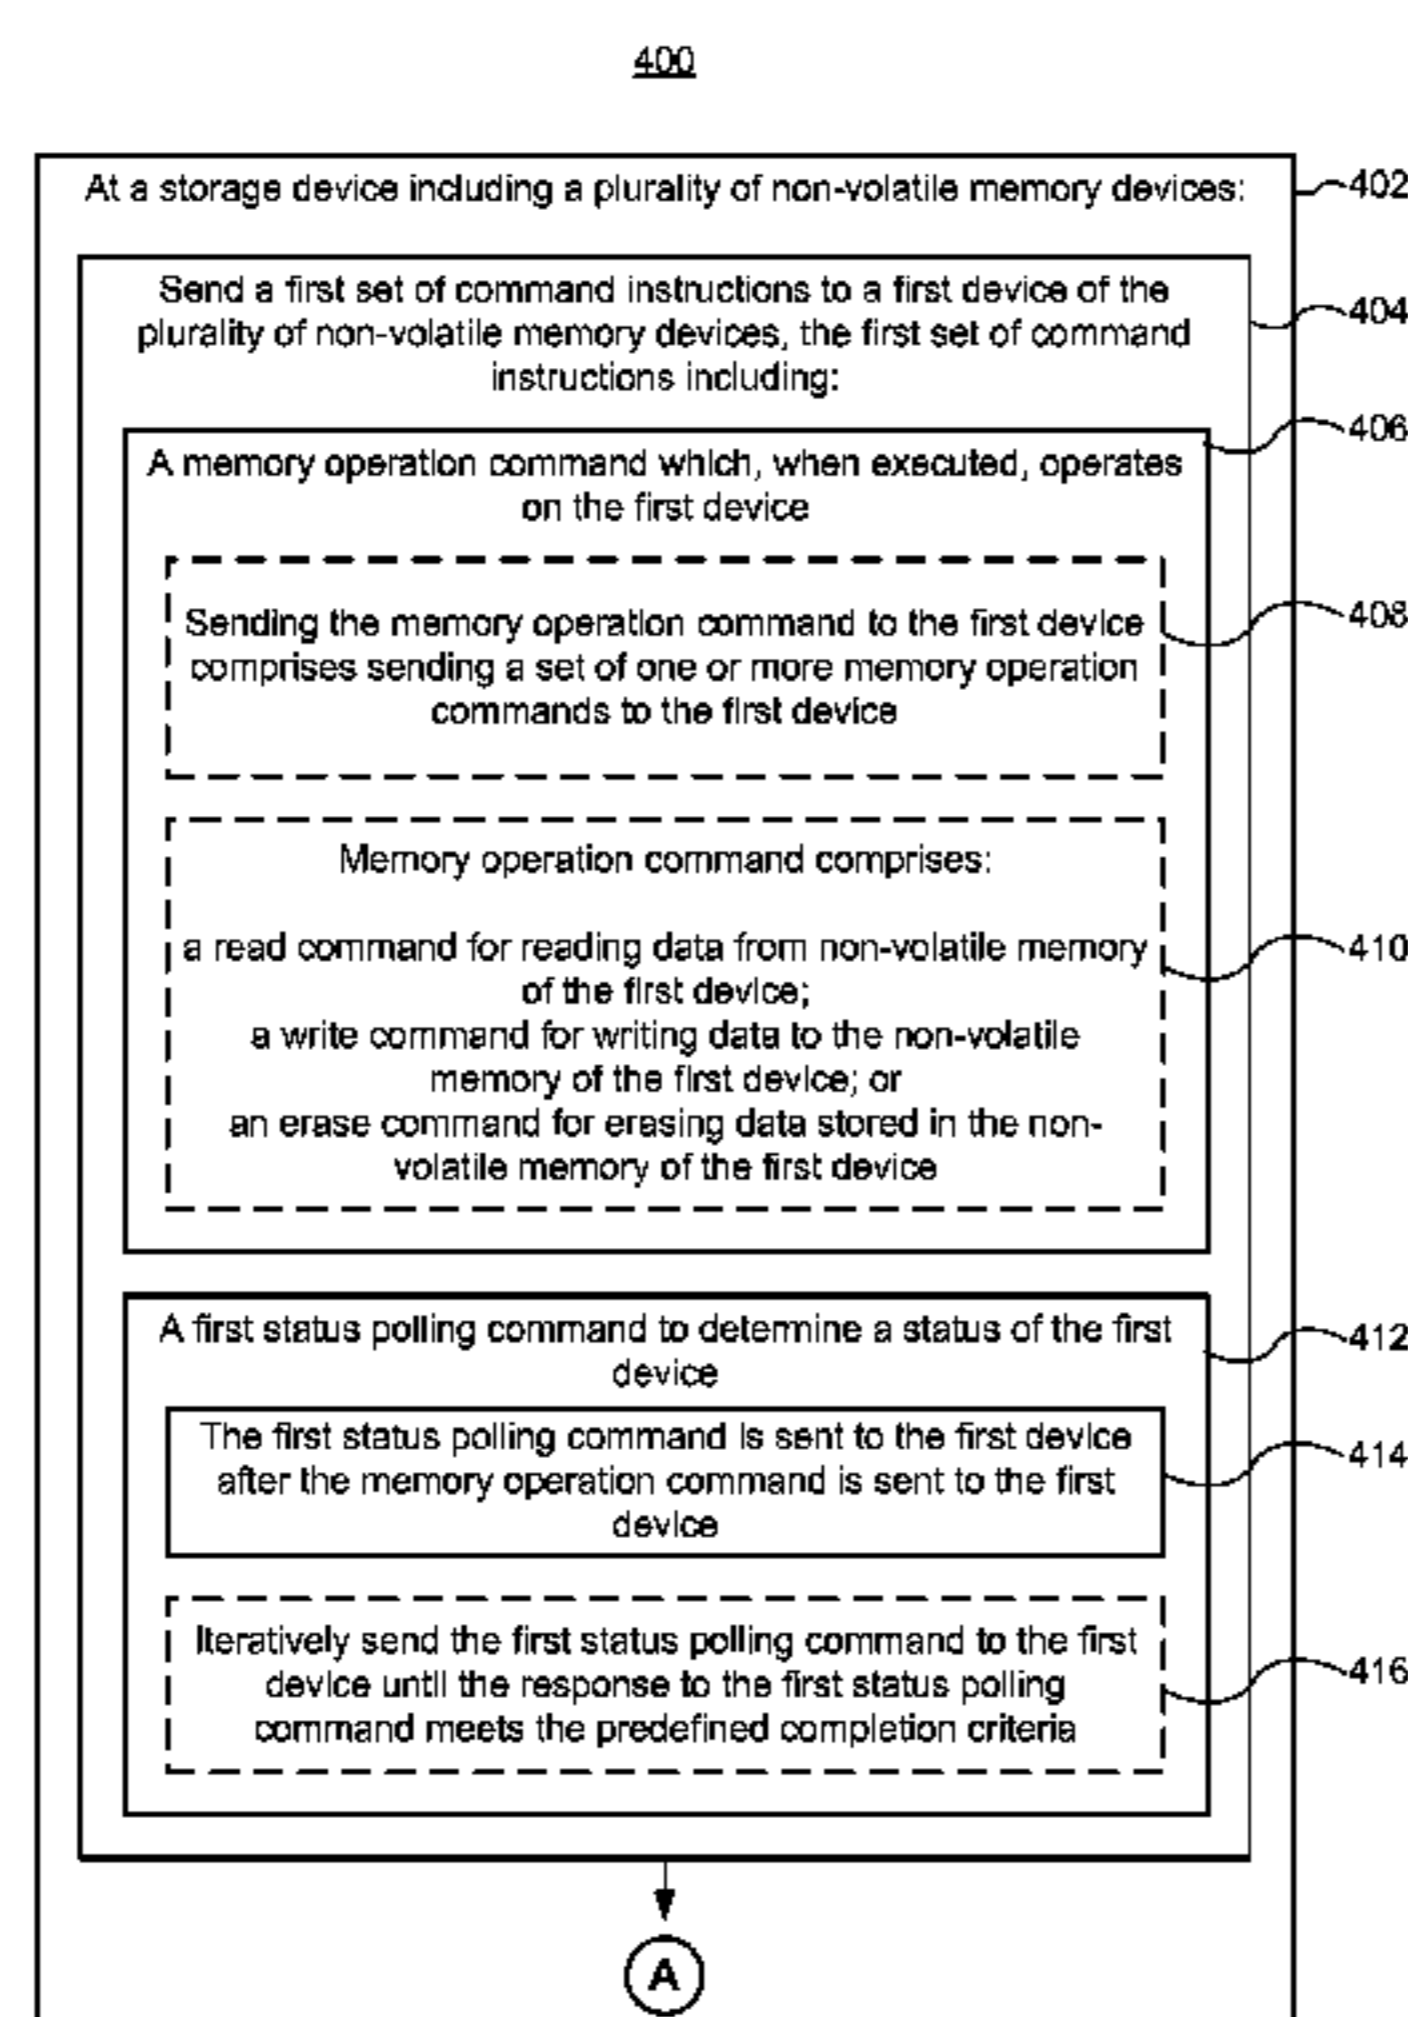 400
At a storage device including a plurality of non-volatile memory devices:
402
Send a first set of command instructions to a first device of the
plurality of non-volatile memory devices, the first set of command
instructions including:
404
A memory operation command which, when executed, operates
on the first device
406
Sending the memory operation command to the first device
comprises sending a set of one or more memory operation
commands to the first device
408
Memory operation command comprises:
a read command for reading data from non-volatile memory
of the first device;
a write command for writing data to the non-volatile
memory of the first device; or
an erase command for erasing data stored in the non-
volatile memory of the first device
410
A first status polling command to determine a status of the first
device
412
The first status polling command is sent to the first device
after the memory operation command is sent to the first
device
414
Iteratively send the first status polling command to the first
device until the response to the first status polling
command meets the predefined completion criteria
416
A